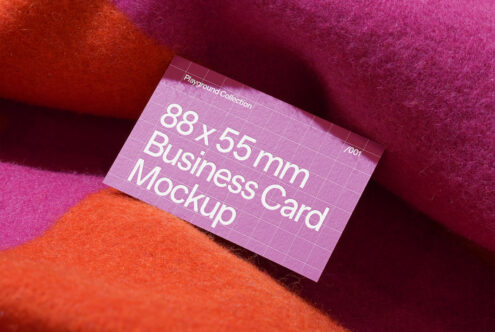 Playground Collection
/001
88 x 55 mm
Business Card
Mockup